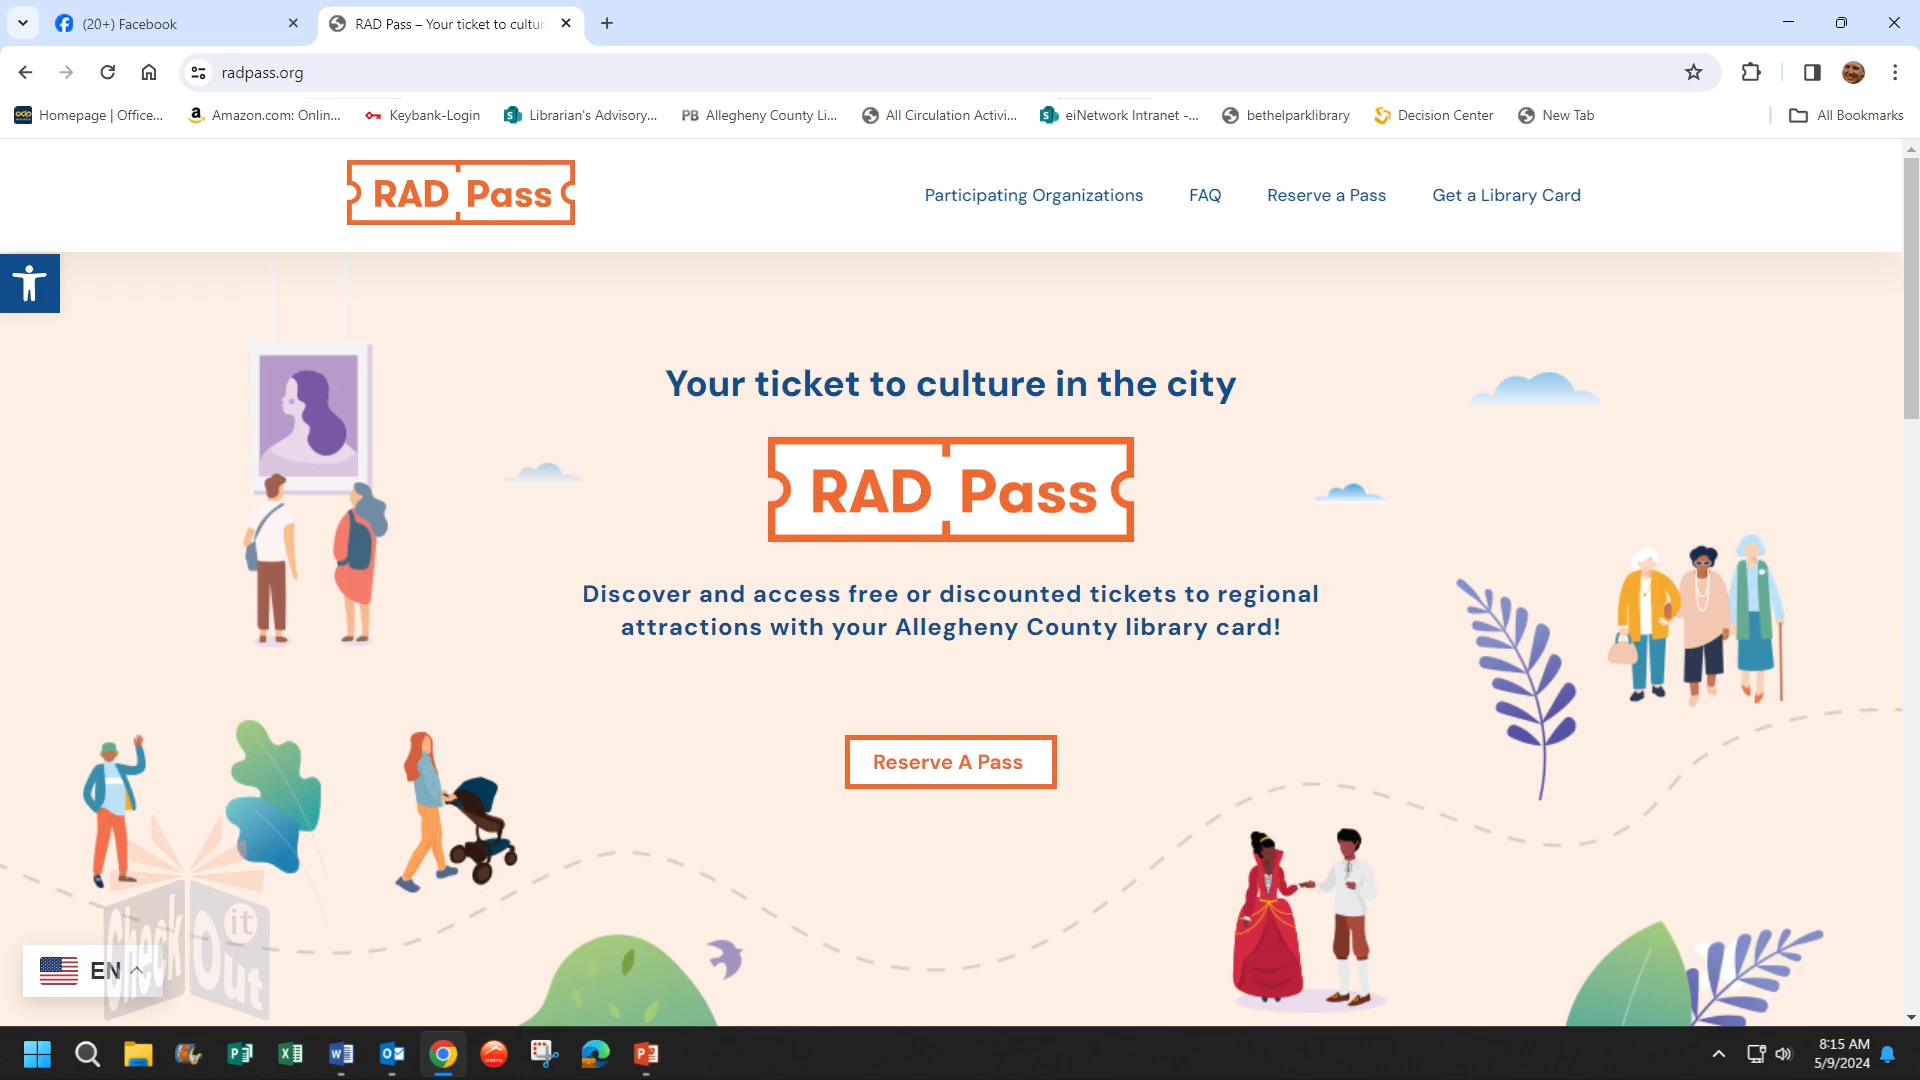 (20+) Facebook
RAD Pass – Your ticket to cultur
radpass.org
Homepage | Office...
Amazon.com: Onlin...
Keybank-Login
Librarian's Advisory...
PB Allegheny County Li...
All Circulation Activi...
eiNetwork Intranet -...
bethelparklibrary
Decision Center
New Tab
All Bookmarks
RAD Pass
Participating Organizations
FAQ
Reserve a Pass
Get a Library Card
Your ticket to culture in the city
RAD Pass
Discover and access free or discounted tickets to regional
attractions with your Allegheny County library card!
Reserve A Pass
Check it Out
EN
8:15 AM
5/9/2024